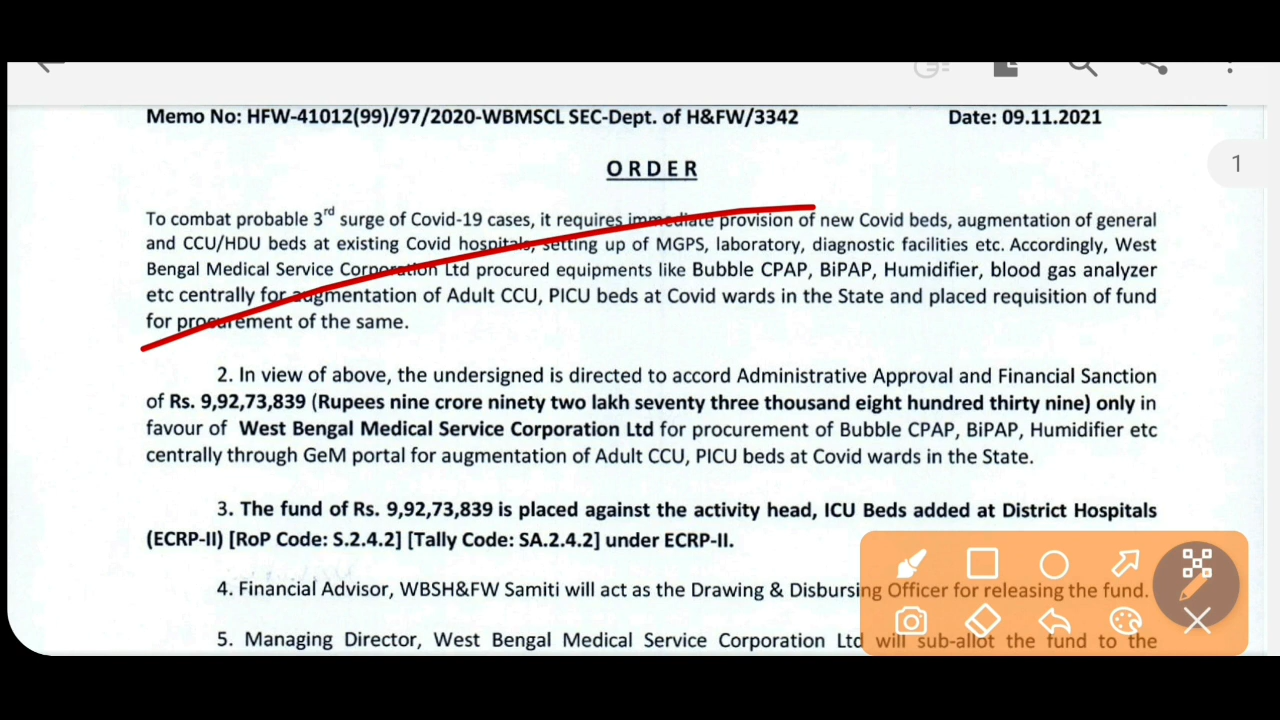 Memo No: HFW-41012(99)/97/2020-WBMSCL SEC-Dept. of H&FW/3342 Date: 09.11.2021
ORDER
1
To combat probable 3rd surge of Covid-19 cases, it requires immediate provision of new Covid beds, augmentation of general
and CCU/HDU beds at existing Covid hospitals, setting up of MGPS, laboratory, diagnostic facilities etc. Accordingly, West
Bengal Medical Service Corporation Ltd procured equipments like Bubble CPAP, BiPAP, Humidifier, blood gas analyzer
etc centrally for augmentation of Adult CCU, PICU beds at Covid wards in the State and placed requisition of fund
for procurement of the same.
2. In view of above, the undersigned is directed to accord Administrative Approval and Financial Sanction
of Rs. 9,92,73,839 (Rupees nine crore ninety two lakh seventy three thousand eight hundred thirty nine) only in
favour of West Bengal Medical Service Corporation Ltd for procurement of Bubble CPAP, BiPAP, Humidifier etc
centrally through GeM portal for augmentation of Adult CCU, PICU beds at Covid wards in the State.
3. The fund of Rs. 9,92,73,839 is placed against the activity head, ICU Beds added at District Hospitals
(ECRP-II) [RoP Code: S.2.4.2] [Tally Code: SA.2.4.2] under ECRP-II.
4. Financial Advisor, WBSH&FW Samiti will act as the Drawing & Disbursing Officer for releasing the fund.
5. Managing Director, West Bengal Medical Service Corporation Ltd will sub-allot the fund to the